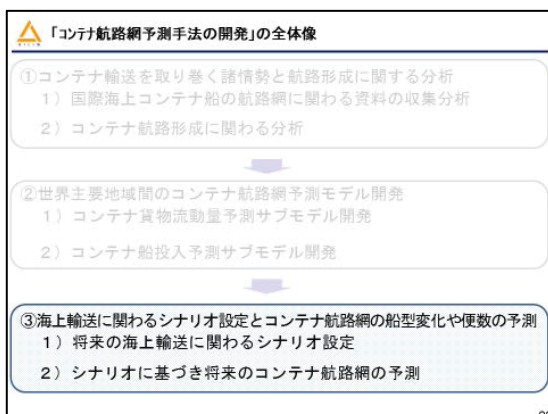 「コンテナ航路網予測手法の開発」の全体像
①コンテナ輸送を取り巻く諸情勢と航路形成に関する分析
1）国際海上コンテナ船の航路網に関わる資料の収集分析
2）コンテナ航路形成に関わる分析
②世界主要地域間のコンテナ航路網予測モデル開発
1）コンテナ貨物流動量予測サブモデル開発
2）コンテナ船投入予測サブモデル開発
③海上輸送に関わるシナリオ設定とコンテナ航路網の船型変化や便数の予測
1）将来の海上輸送に関わるシナリオ設定
2）シナリオに基づき将来のコンテナ航路網の予測